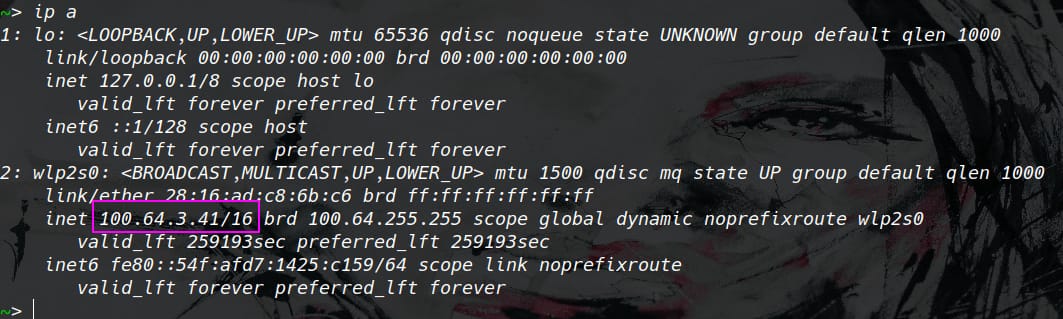 ~> ip a
1: lo: <LOOPBACK,UP,LOWER_UP> mtu 65536 qdisc noqueue state UNKNOWN group default qlen 1000
link/loopback 00:00:00:00:00:00 brd 00:00:00:00:00:00
inet 127.0.0.1/8 scope host lo
valid_lft forever preferred_lft forever
inet6 ::1/128 scope host
valid_lft forever preferred_lft forever
2: wlp2s0: <BROADCAST,MULTICAST,UP,LOWER_UP> mtu 1500 qdisc mq state UP group default qlen 1000
link/ether 28:16:ad:c8:6b:c6 brd ff:ff:ff:ff:ff:ff
inet 100.64.3.41/16 brd 100.64.255.255 scope global dynamic noprefixroute wlp2s0
valid_lft 259193sec preferred_lft 259193sec
inet6 fe80::54f:afd7:1425:c159/64 scope link noprefixroute
valid_lft forever preferred_lft forever
~>